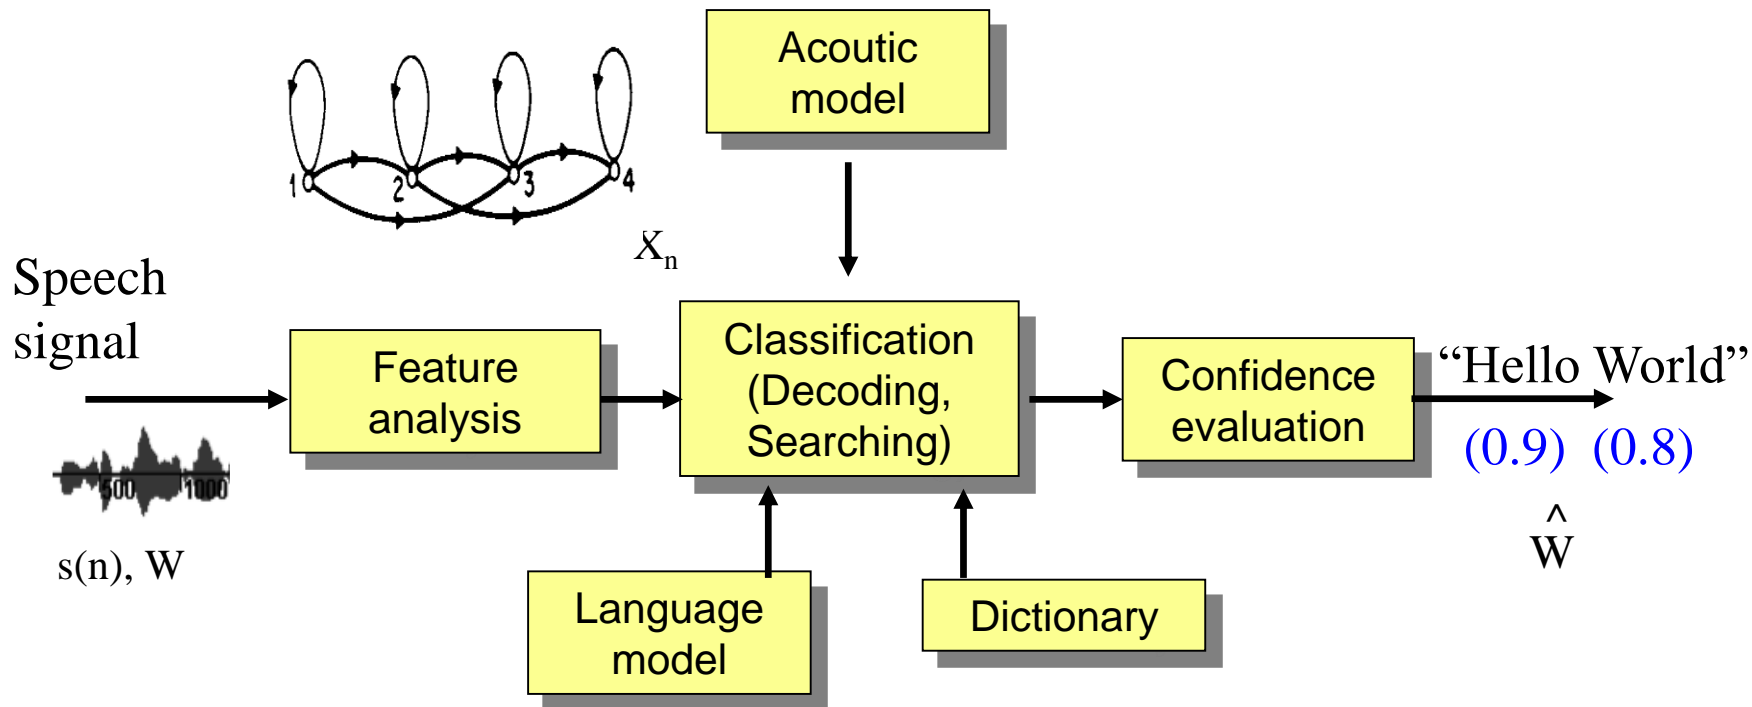 Acoutic
model
1 2 3 4
Xn
Speech
signal
Feature
analysis
Classification
(Decoding,
Searching)
Confidence
evaluation
“Hello World”
(0.9) (0.8)
500 1000
s(n), W
^
W
Language
model
Dictionary